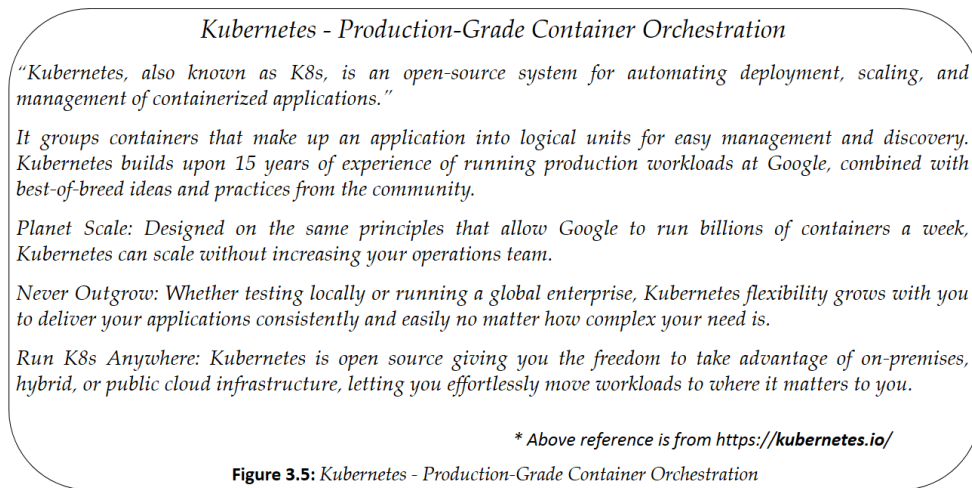 Kubernetes - Production-Grade Container Orchestration
“Kubernetes, also known as K8s, is an open-source system for automating deployment, scaling, and
management of containerized applications.”
It groups containers that make up an application into logical units for easy management and discovery.
Kubernetes builds upon 15 years of experience of running production workloads at Google, combined with
best-of-breed ideas and practices from the community.
Planet Scale: Designed on the same principles that allow Google to run billions of containers a week,
Kubernetes can scale without increasing your operations team.
Never Outgrow: Whether testing locally or running a global enterprise, Kubernetes flexibility grows with you
to deliver your applications consistently and easily no matter how complex your need is.
Run K8s Anywhere: Kubernetes is open source giving you the freedom to take advantage of on-premises,
hybrid, or public cloud infrastructure, letting you effortlessly move workloads to where it matters to you.
* Above reference is from https://kubernetes.io/
Figure 3.5: Kubernetes - Production-Grade Container Orchestration